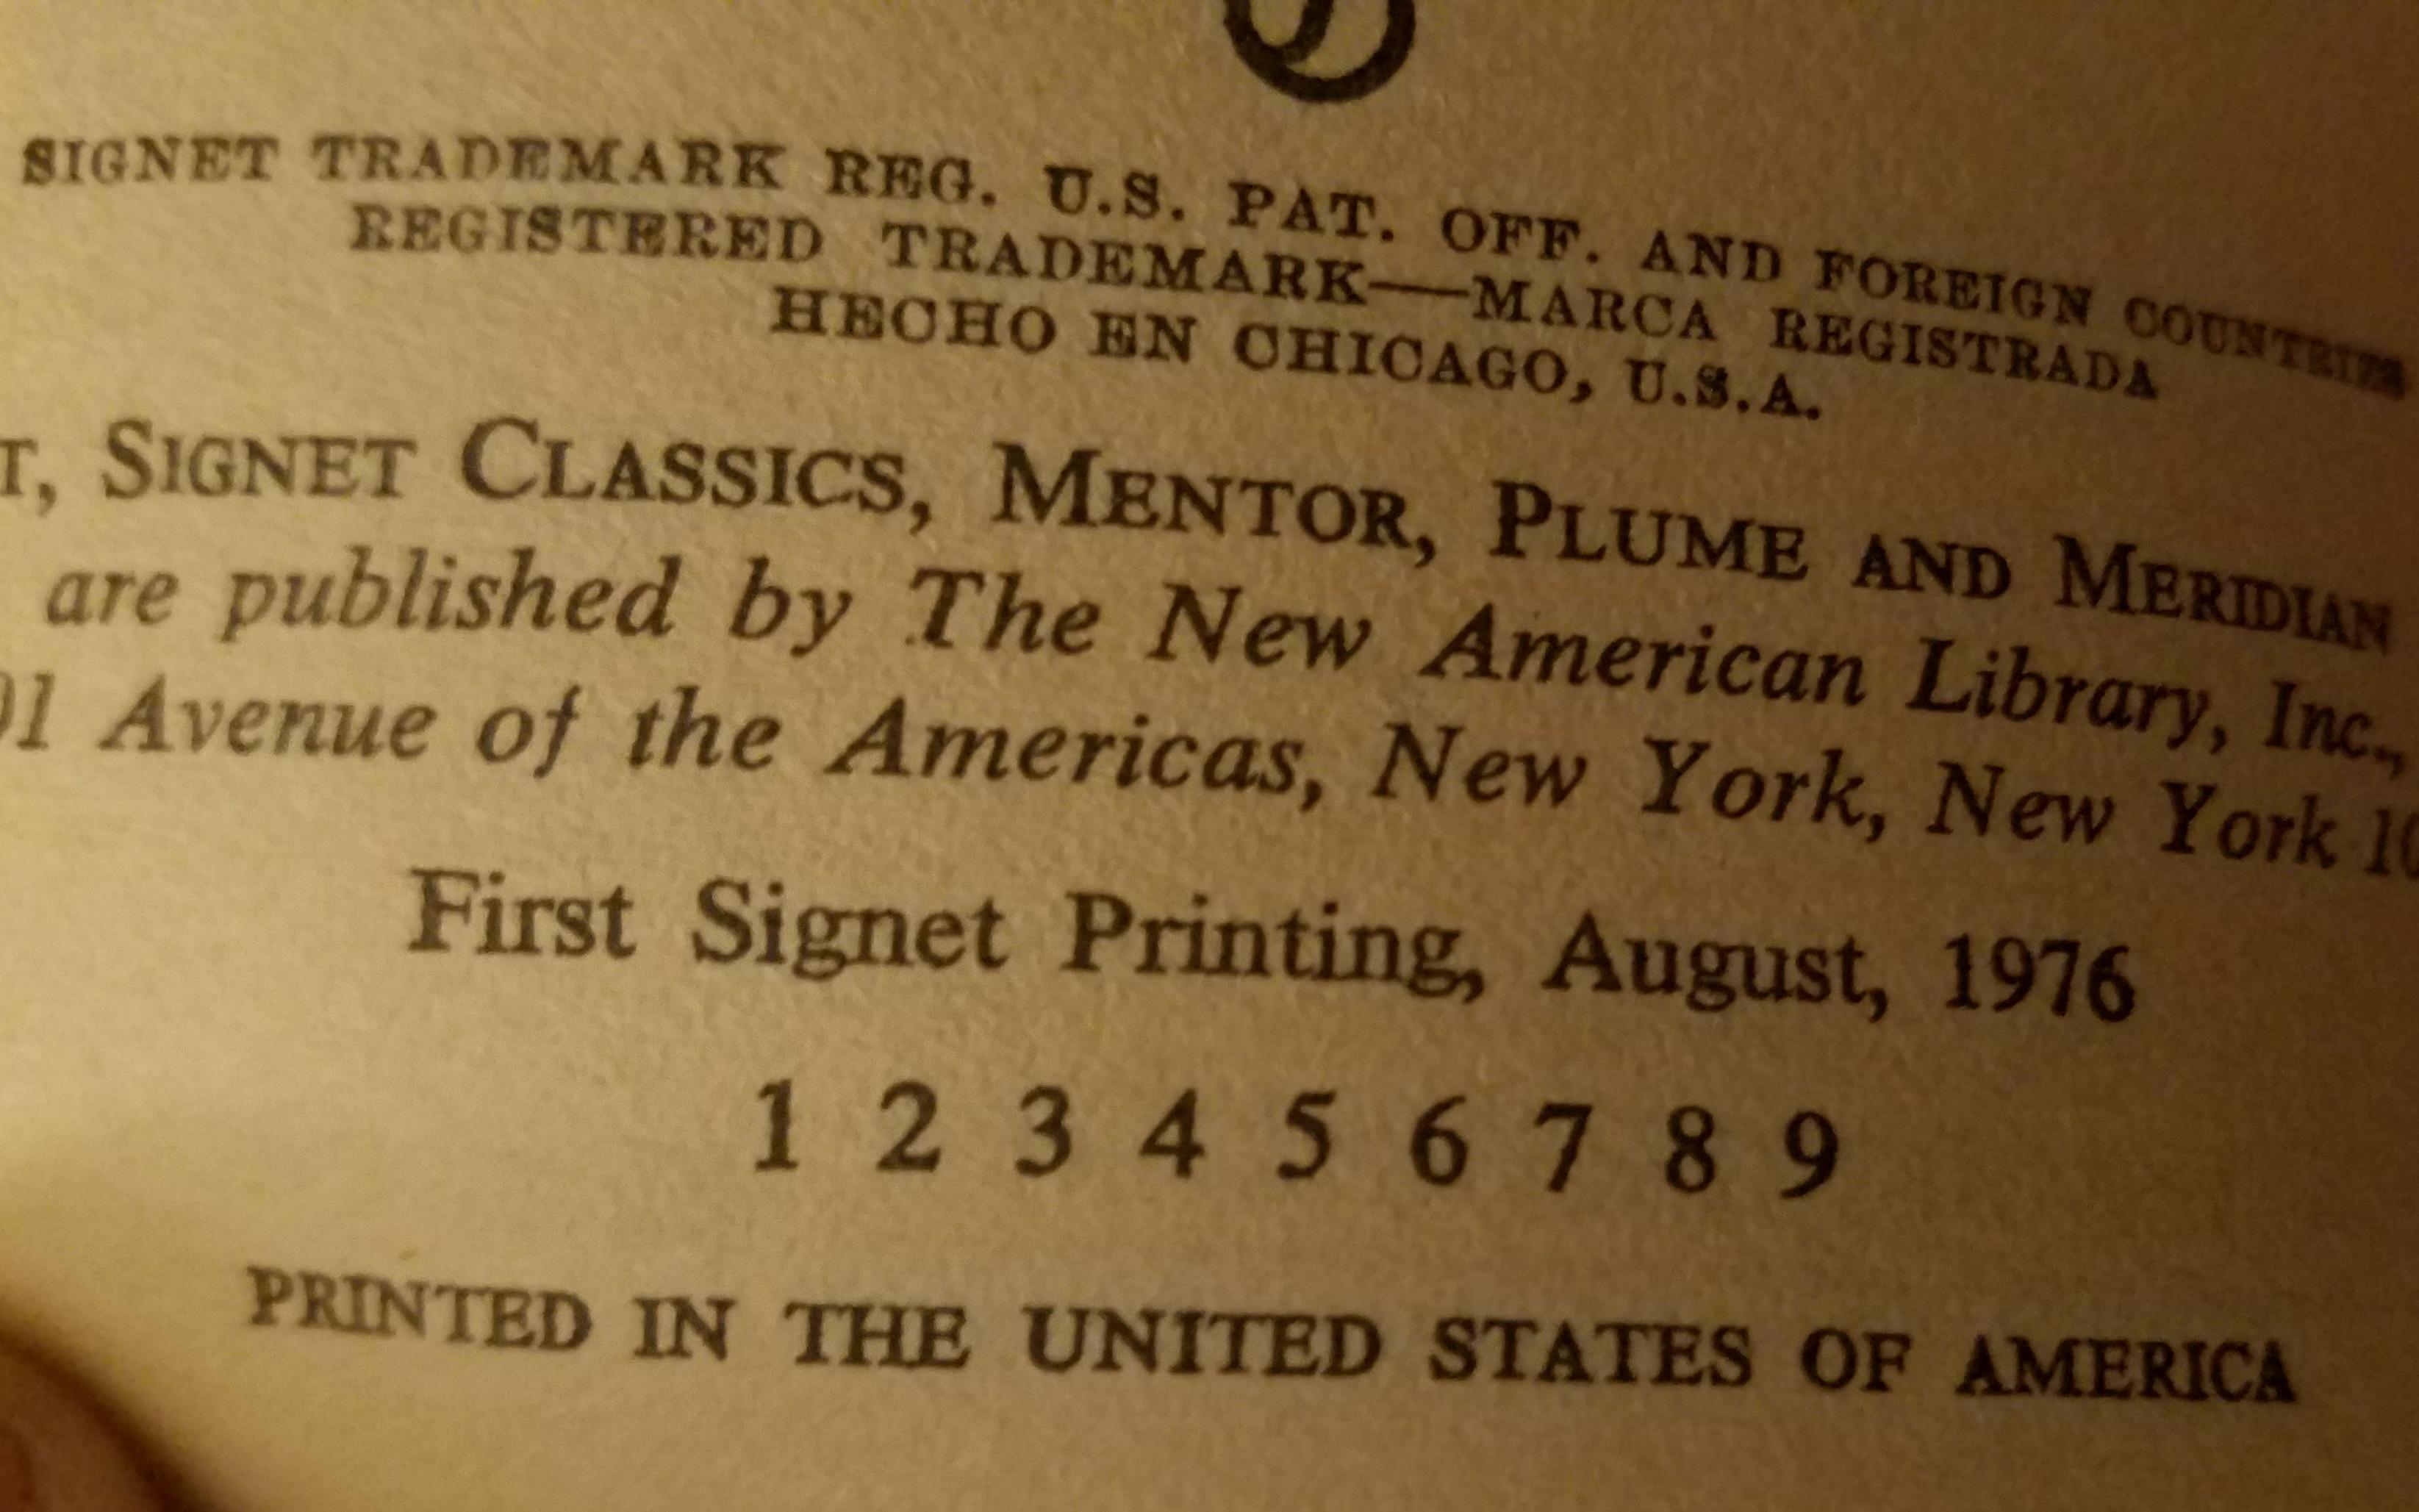 SIGNET TRADEMARK REG. U.S. PAT. OFF. AND FOREIGN COUNTRIES
REGISTERED TRADEMARK—MARCA REGISTRADA
HECHO EN CHICAGO, U.S.A.
T, SIGNET CLASSICS, MENTOR, PLUME AND MERIDIAN
are published by The New American Library, Inc.,
01 Avenue of the Americas, New York, New York 10
First Signet Printing, August, 1976
1 2 3 4 5 6 7 8 9
PRINTED IN THE UNITED STATES OF AMERICA